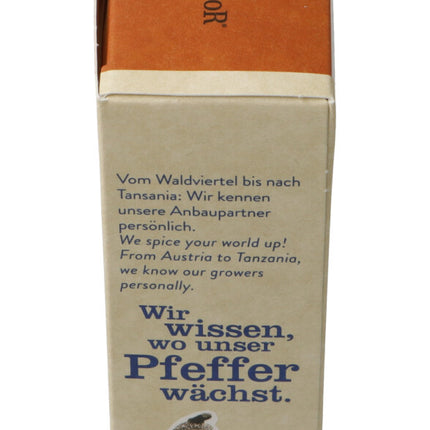 oR®
Vom Waldviertel bis nach
Tansania: Wir kennen
unsere Anbaupartner
persönlich.
We spice your world up!
From Austria to Tanzania,
we know our growers
personally.
Wir
wissen,
wo unser
Pfeffer
wächst.